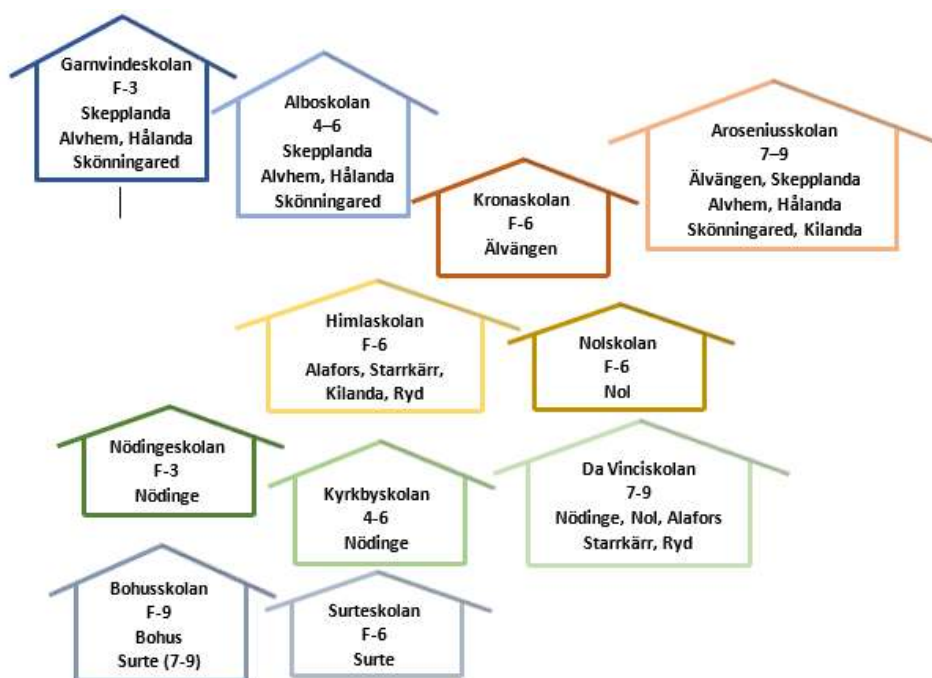 Garnvindeskolan
F-3
Skepplanda
Alvhem, Hålanda
Skönningared
Alboskolan
4–6
Skepplanda
Alvhem, Hålanda
Skönningared
Aroseniusskolan
7–9
Älvängen, Skepplanda
Alvhem, Hålanda
Skönningared, Kilanda
Kronaskolan
F-6
Älvängen
Himlaskolan
F-6
Alafors, Starrkärr,
Kilanda, Ryd
Nolskolan
F-6
Nol
Nödingeskolan
F-3
Nödinge
Kyrkbyskolan
4-6
Nödinge
Da Vinciskolan
7-9
Nödinge, Nol, Alafors
Starrkärr, Ryd
Bohusskolan
F-9
Bohus
Surte (7-9)
Surteskolan
F-6
Surte